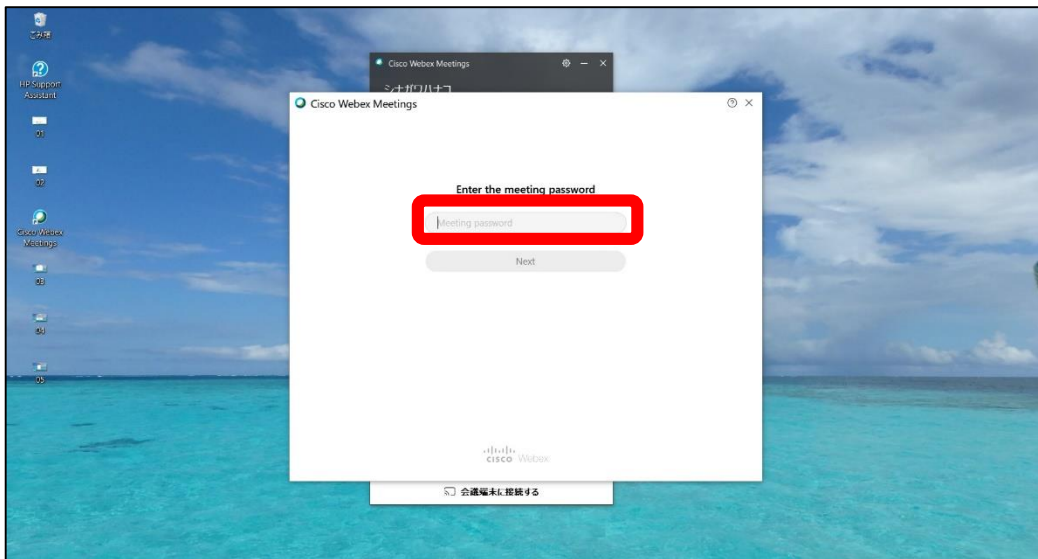 ごみ箱
HP Support
Assistant
01
02
Cisco Webex
Meetings
03
04
05
Cisco Webex Meetings
シナガワハナコ
Cisco Webex Meetings
Enter the meeting password
Meeting password
Next
CISCO Webex
会議端末に接続する